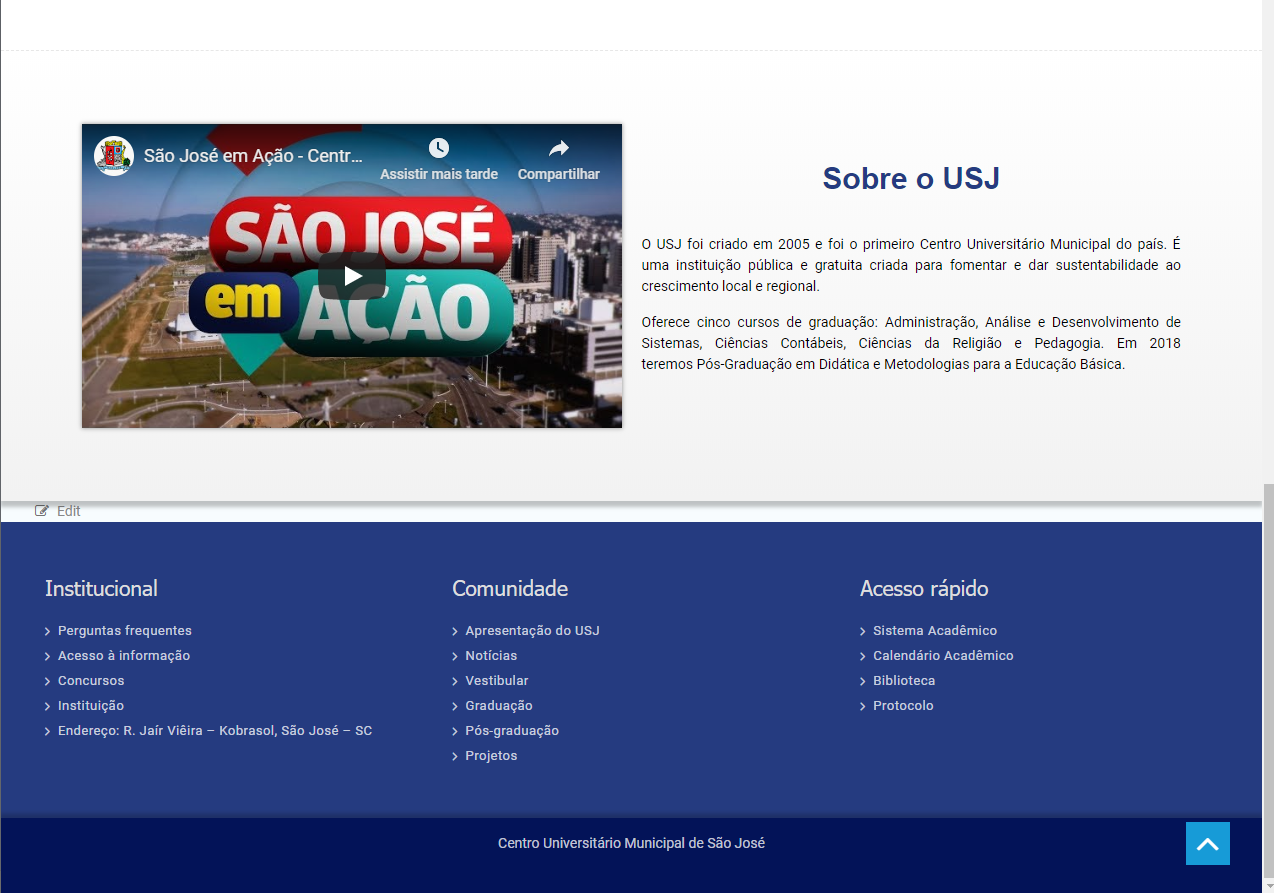 São José em Ação - Centr...
Assistir mais tarde
Compartilhar
SÃO JOSÉ
em AÇÃO
Sobre o USJ
O USJ foi criado em 2005 e foi o primeiro Centro Universitário Municipal do país. É
uma instituição pública e gratuita criada para fomentar e dar sustentabilidade ao
crescimento local e regional.
Oferece cinco cursos de graduação: Administração, Análise e Desenvolvimento de
Sistemas, Ciências Contábeis, Ciências da Religião e Pedagogia. Em 2018
teremos Pós-Graduação em Didática e Metodologias para a Educação Básica.
Edit
Institucional
Perguntas frequentes
Acesso à informação
Concursos
Instituição
Endereço: R. Jaír Viêira – Kobrasol, São José – SC
Comunidade
Apresentação do USJ
Notícias
Vestibular
Graduação
Pós-graduação
Projetos
Acesso rápido
Sistema Acadêmico
Calendário Acadêmico
Biblioteca
Protocolo
Centro Universitário Municipal de São José